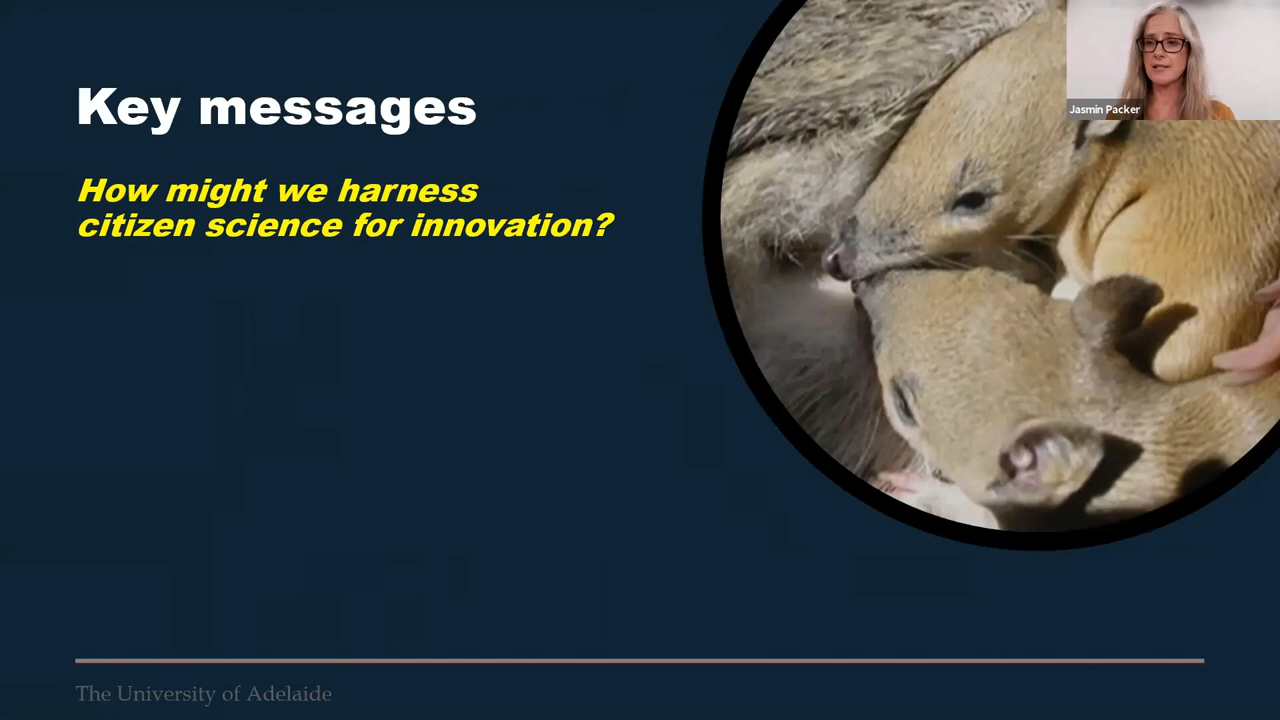 Key messages
How might we harness
citizen science for innovation?
Jasmin Packer
The University of Adelaide